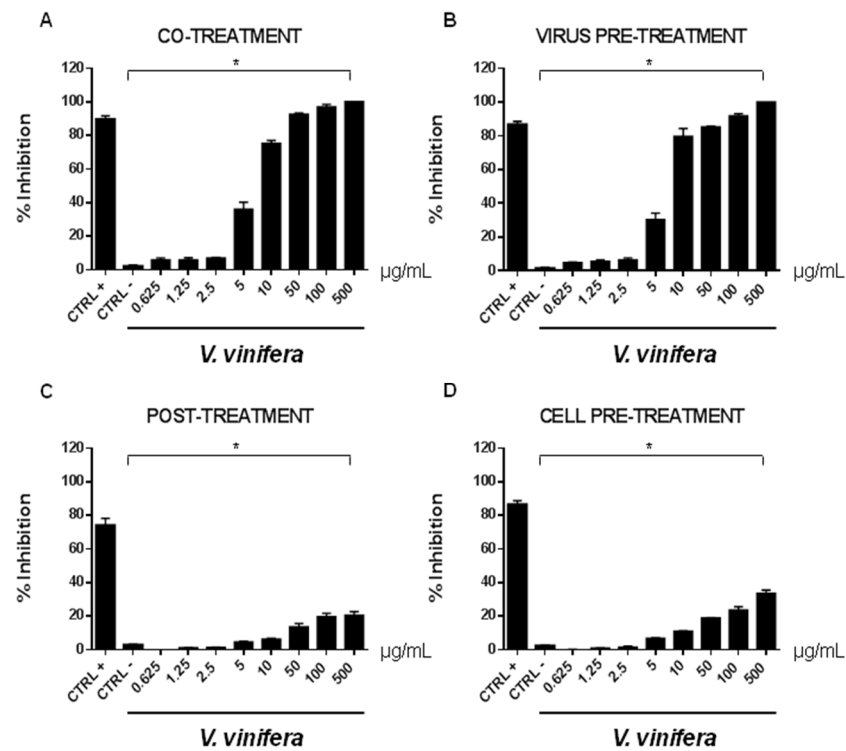 A
CO-TREATMENT
% Inhibition
120
100
80
60
40
20
0
*
CTRL +
CTRL -
0.625
1.25
2.5
5
10
50
100
500
µg/mL
V. vinifera
B
VIRUS PRE-TREATMENT
% Inhibition
120
100
80
60
40
20
0
*
CTRL +
CTRL -
0.625
1.25
2.5
5
10
50
100
500
µg/mL
V. vinifera
C
POST-TREATMENT
% Inhibition
120
100
80
60
40
20
0
*
CTRL +
CTRL -
0.625
1.25
2.5
5
10
50
100
500
µg/mL
V. vinifera
D
CELL PRE-TREATMENT
% Inhibition
120
100
80
60
40
20
0
*
CTRL +
CTRL -
0.625
1.25
2.5
5
10
50
100
500
µg/mL
V. vinifera